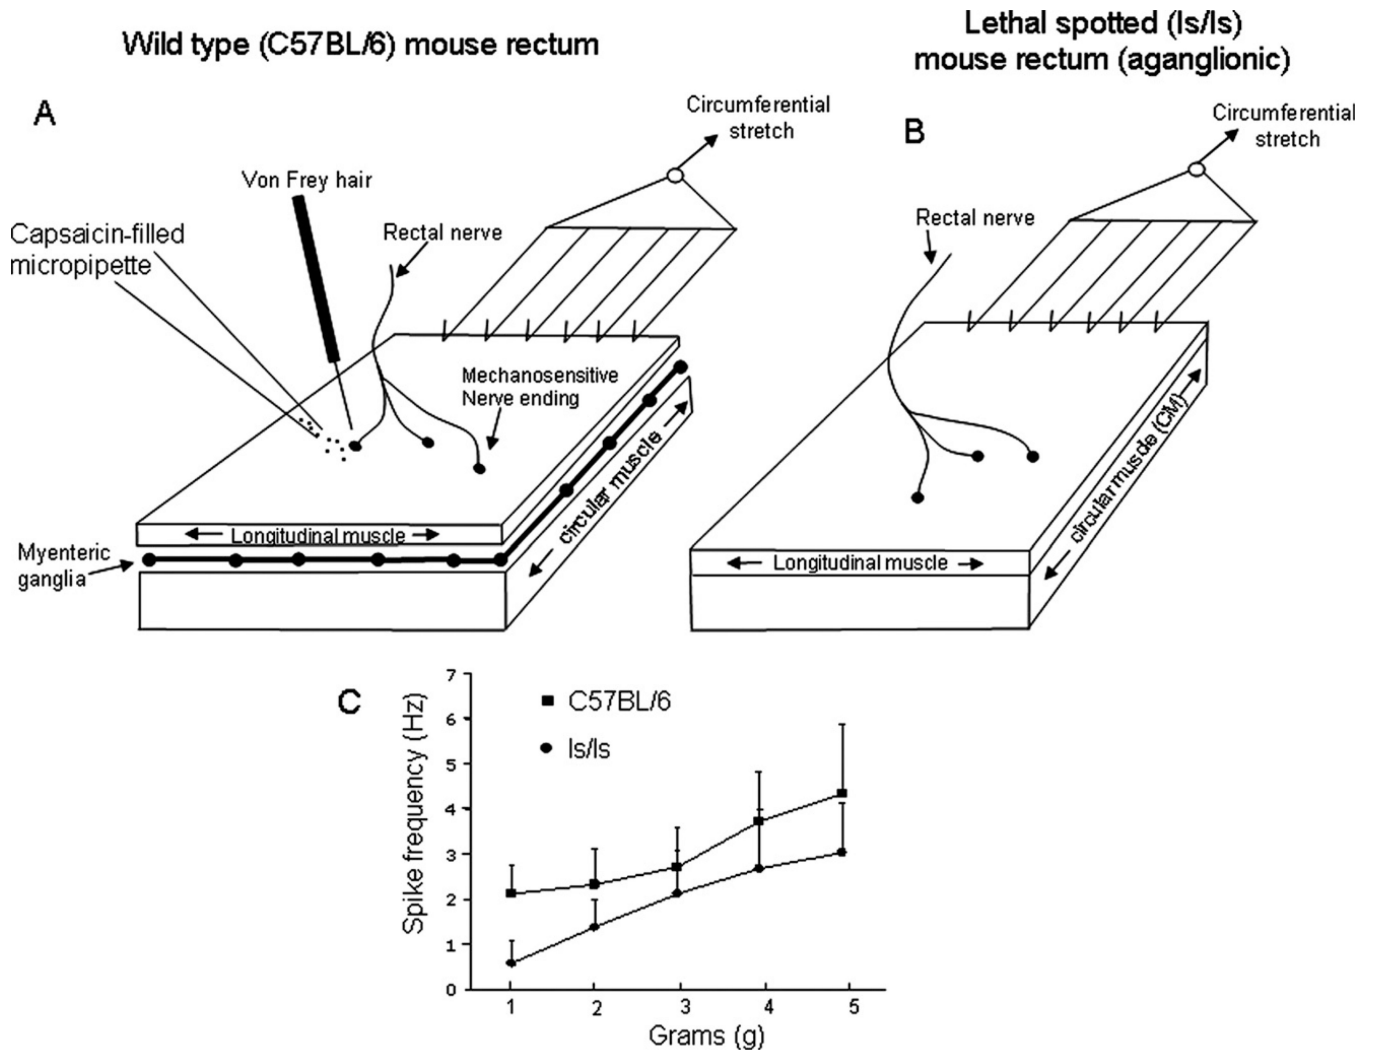 Wild type (C57BL/6) mouse rectum
Lethal spotted (ls/ls)
mouse rectum (aganglionic)
A
Circumferential
stretch
Von Frey hair
Capsaicin-filled
micropipette
Rectal nerve
Mechanosensitive
Nerve ending
circular muscle
Longitudinal muscle
Myenteric
ganglia
B
Circumferential
stretch
Rectal nerve
circular muscle (CM)
Longitudinal muscle
C
C57BL/6
ls/ls
Spike frequency (Hz)
7
6
5
4
3
2
1
0
1 2 3 4 5
Grams (g)